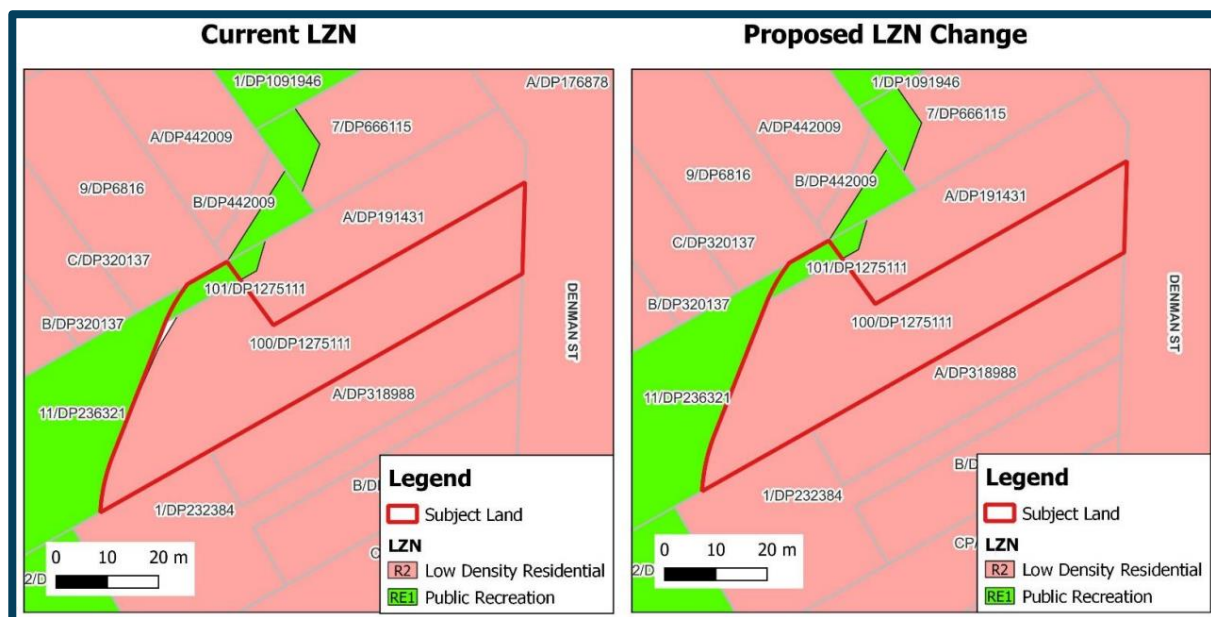 Current LZN
1/DP1091946
A/DP176878
7/DP666115
A/DP442009
9/DP6816
B/DP442009
A/DP191431
C/DP320137
101/DP1275111
B/DP320137
100/DP1275111
DENMAN ST
A/DP318988
11/DP236321
1/DP232384
Legend
Subject Land
LZN
R2 Low Density Residential
RE1 Public Recreation
0 10 20 m
Proposed LZN Change
1/DP1091946
7/DP666115
A/DP442009
9/DP6816
B/DP442009
A/DP191431
C/DP320137
101/DP1275111
B/DP320137
100/DP1275111
DENMAN ST
A/DP318988
11/DP236321
1/DP232384
Legend
Subject Land
LZN
R2 Low Density Residential
RE1 Public Recreation
0 10 20 m